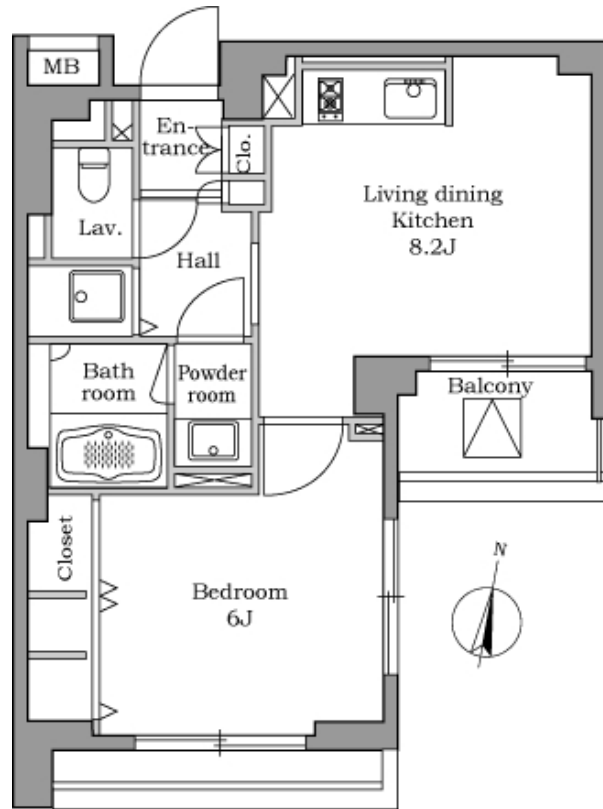 MB
En-
trance
Clo.
Lav.
Hall
Living dining
Kitchen
8.2J
Bath
room
Powder
room
Balcony
Closet
Bedroom
6J
N